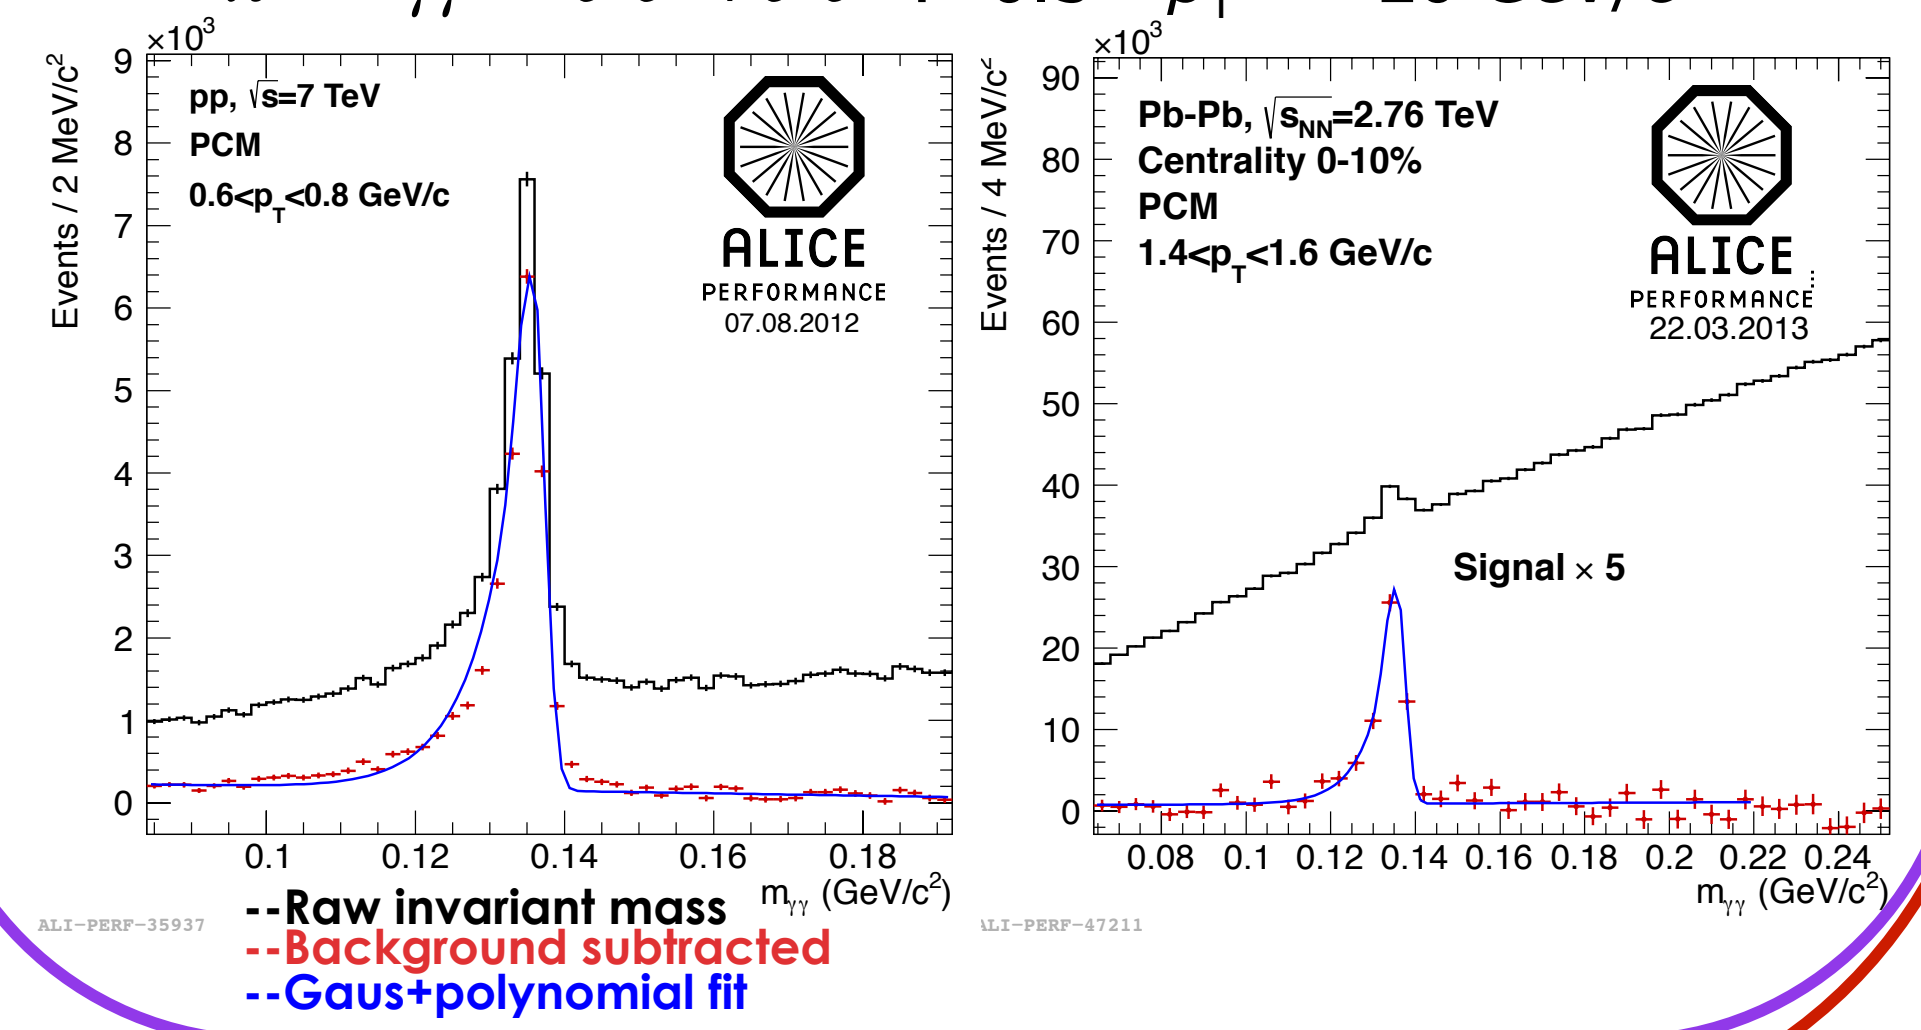 ×10³
9
8
7
6
5
4
3
2
1
0
Events / 2 MeV/c²
pp, √s=7 TeV
PCM
0.6<p_T<0.8 GeV/c
ALICE
PERFORMANCE
07.08.2012
0.1 0.12 0.14 0.16 0.18
m_γγ (GeV/c²)
ALI-PERF-35937
×10³
90
80
70
60
50
40
30
20
10
0
Events / 4 MeV/c²
Pb-Pb, √s_NN=2.76 TeV
Centrality 0-10%
PCM
1.4<p_T<1.6 GeV/c
ALICE
PERFORMANCE
22.03.2013
Signal × 5
0.08 0.1 0.12 0.14 0.16 0.18 0.2 0.22 0.24
m_γγ (GeV/c²)
ALI-PERF-47211
--Raw invariant mass
--Background subtracted
--Gaus+polynomial fit